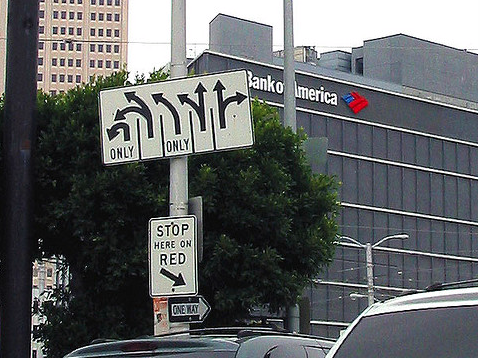 Bank of America
ONLY
ONLY
STOP
HERE ON
RED
ONE WAY